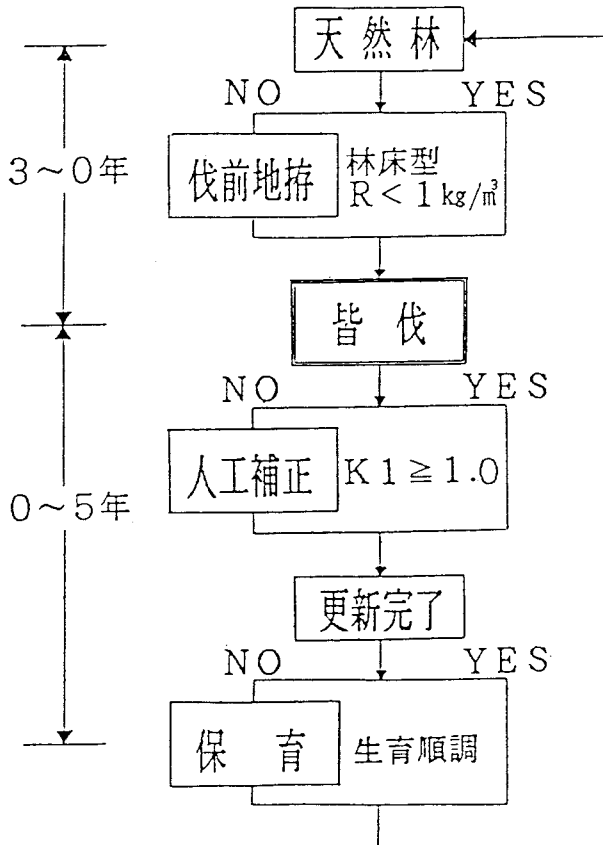 天然林
NO YES
3～0年
伐前地拵
林床型
R＜1kg/㎥
皆伐
NO YES
人工補正
K1≧1.0
0～5年
更新完了
NO YES
保育
生育順調